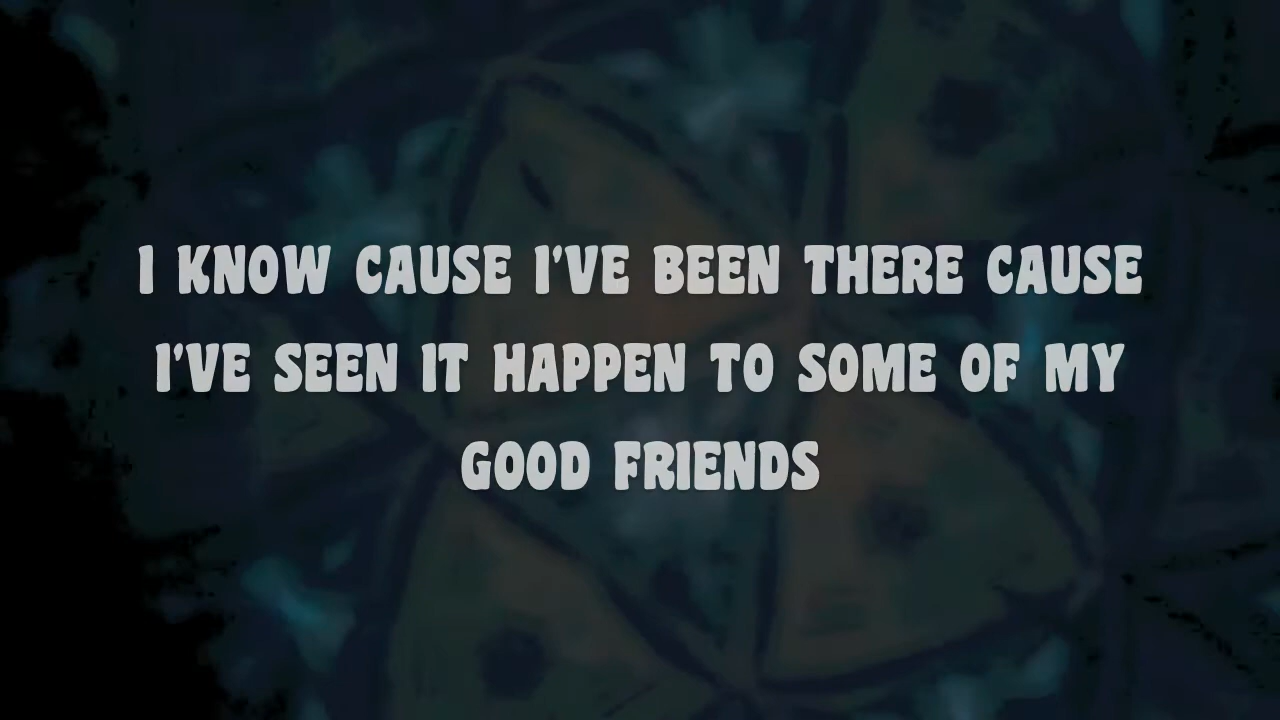 I KNOW CAUSE I'VE BEEN THERE CAUSE
I'VE SEEN IT HAPPEN TO SOME OF MY
GOOD FRIENDS